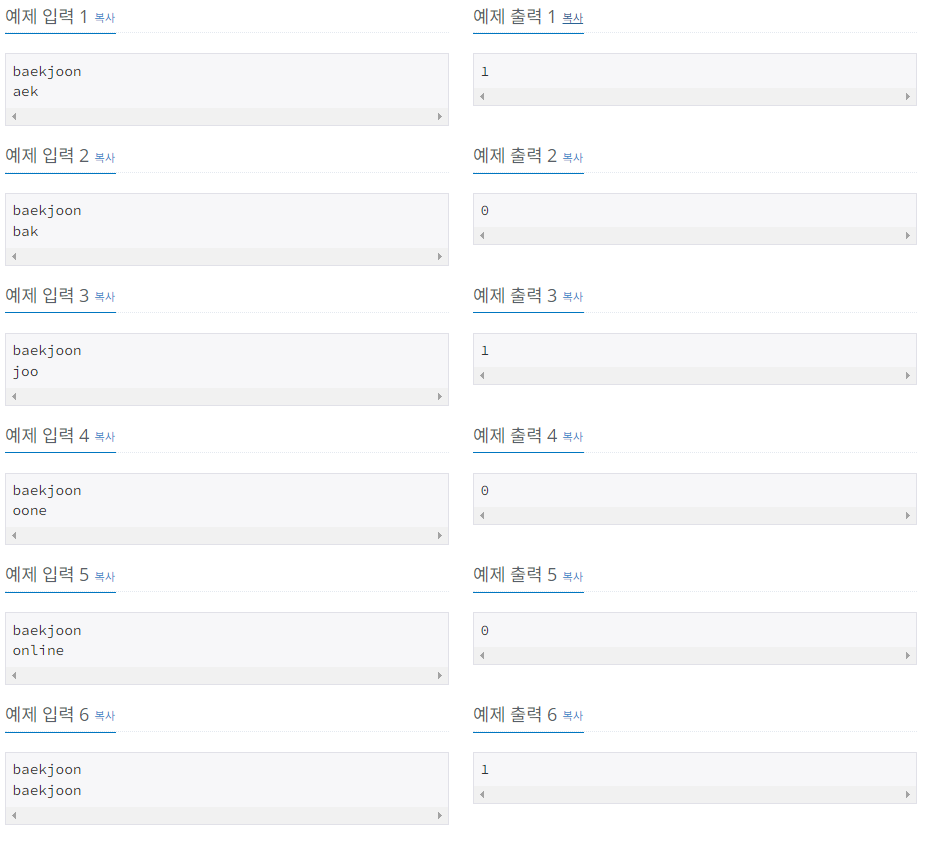 예제 입력 1 복사
예제 출력 1 복사
baekjoon
aek
1
예제 입력 2 복사
예제 출력 2 복사
baekjoon
bak
0
예제 입력 3 복사
예제 출력 3 복사
baekjoon
joo
1
예제 입력 4 복사
예제 출력 4 복사
baekjoon
oone
0
예제 입력 5 복사
예제 출력 5 복사
baekjoon
online
0
예제 입력 6 복사
예제 출력 6 복사
baekjoon
baekjoon
1